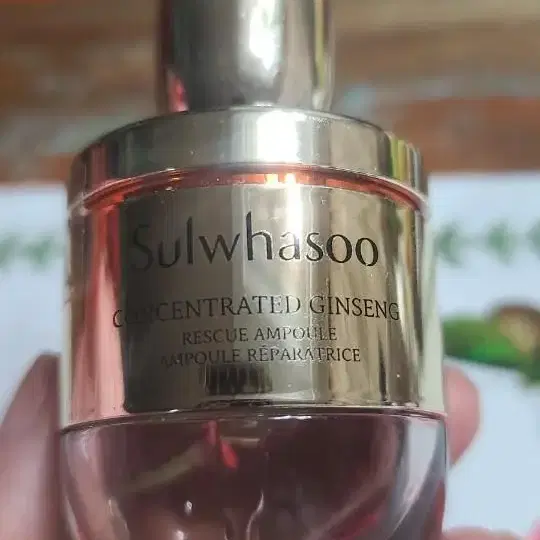 Sulwhasoo
CONCENTRATED GINSENG
RESCUE AMPOULE
AMPOULE RÉPARATRICE